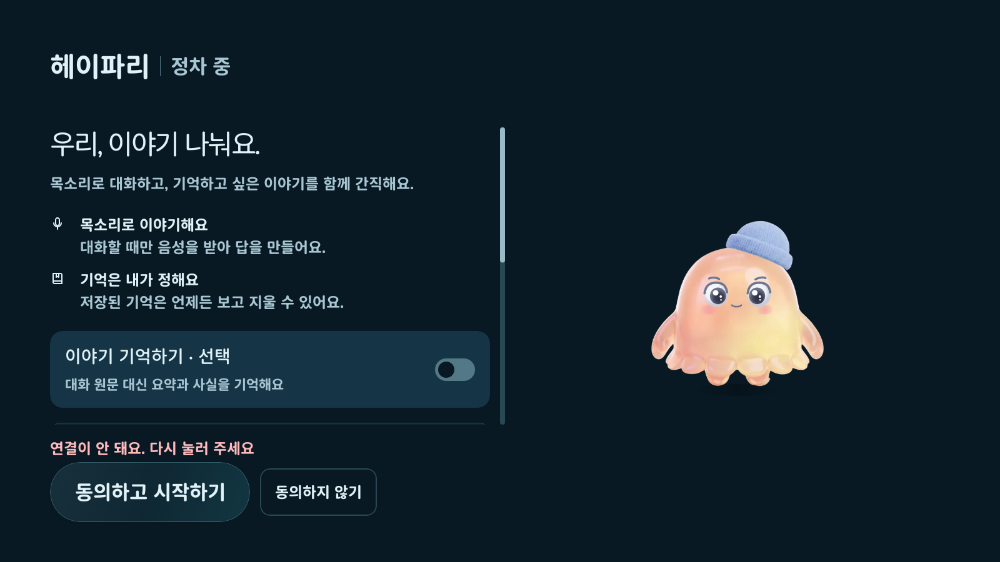 헤이파리
정차 중
우리, 이야기 나눠요.
목소리로 대화하고, 기억하고 싶은 이야기를 함께 간직해요.
목소리로 이야기해요
대화할 때만 음성을 받아 답을 만들어요.
기억은 내가 정해요
저장된 기억은 언제든 보고 지울 수 있어요.
이야기 기억하기 · 선택
대화 원문 대신 요약과 사실을 기억해요
연결이 안 돼요. 다시 눌러 주세요
동의하고 시작하기
동의하지 않기